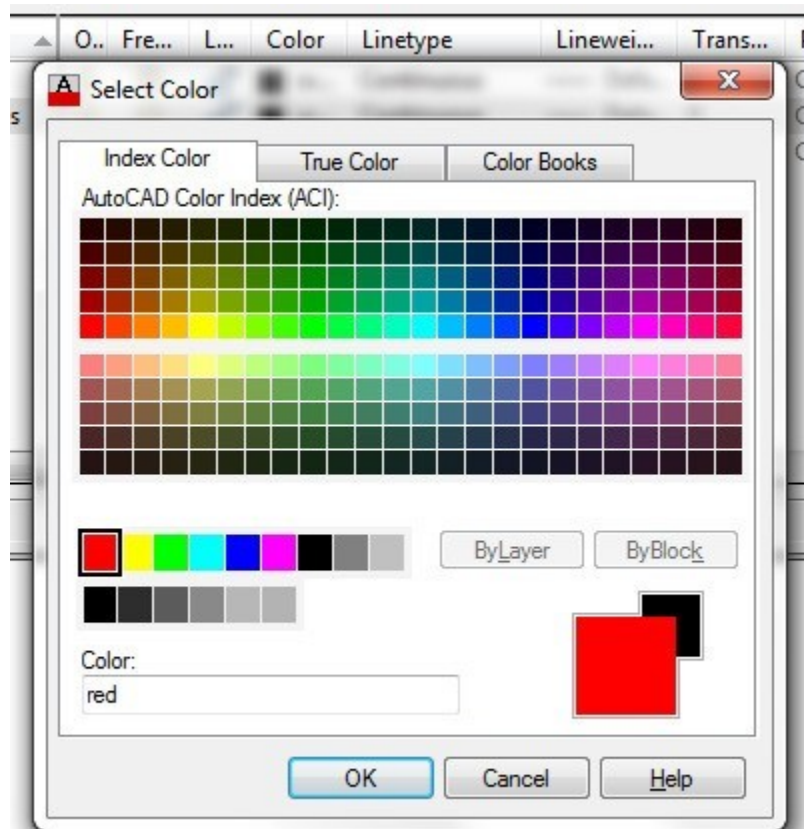 O.. Fre... L... Color Linetype Linewei... Trans...
A Select Color
s
Index Color True Color Color Books
AutoCAD Color Index (ACI):
ByLayer ByBlock
Color:
red
OK Cancel Help